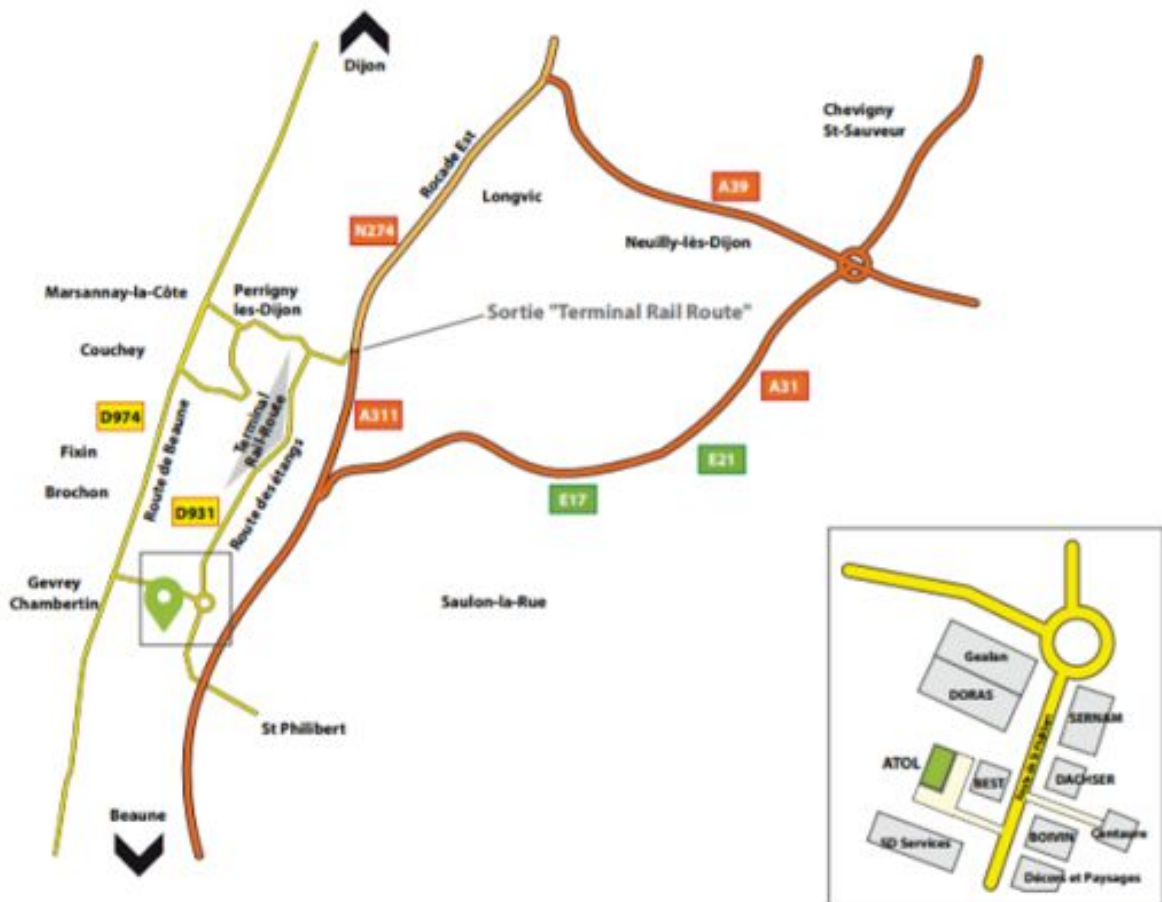 Dijon
Chevigny
St-Sauveur
Rocade Est
Longvic
A39
N274
Neuilly-lès-Dijon
Marsannay-la-Côte
Perrigny
les-Dijon
Sortie "Terminal Rail Route"
Couchey
A31
D974
Route de Beaune
Terminal
Rail-Route
A311
Fixin
E21
Brochon
D931
Route des étangs
E17
Gevrey
Chambertin
Saulon-la-Rue
St Philibert
Beaune
Gealan
DORAS
SERNAM
ATOL
BEST
DACHSER
SD Services
BOIVIN
Centaure
Décors et Paysages